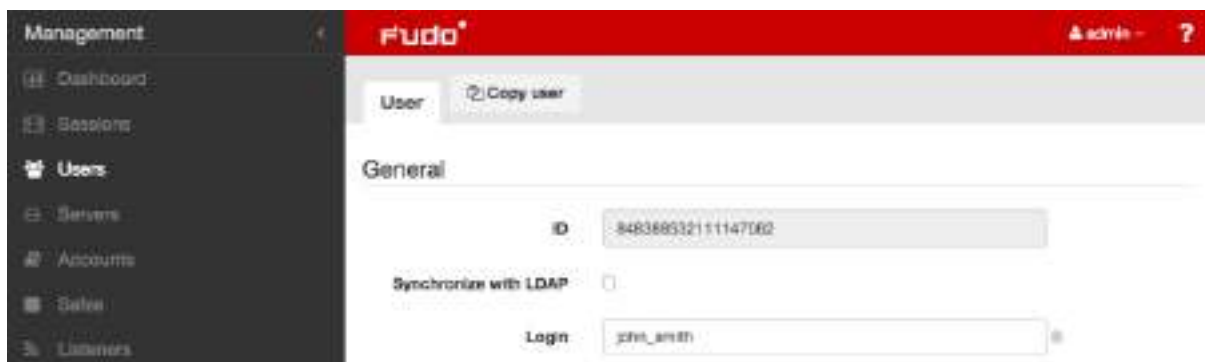 Management
Fudo
admin
?
Dashboard
User
Copy user
Sessions
Users
General
Servers
ID
848388532111147062
Accounts
Synchronize with LDAP
Safes
Login
john_smith
Listeners